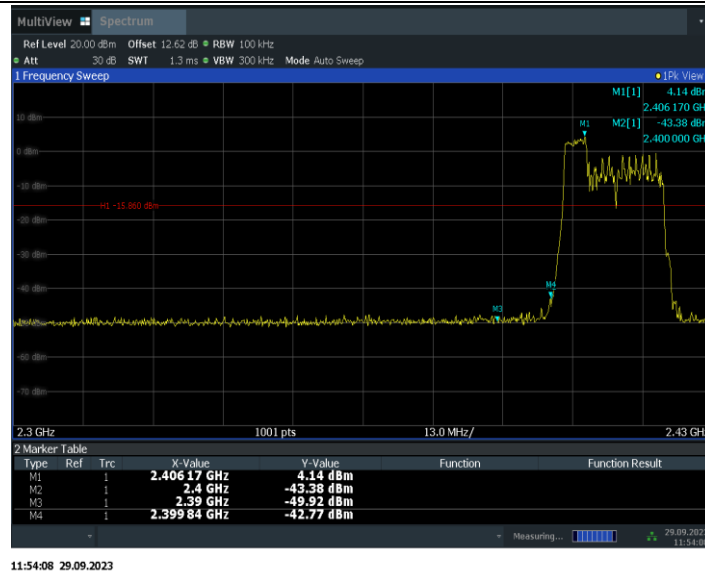 MultiView Spectrum
Ref Level 20.00 dBm Offset 12.62 dB RBW 100 kHz
Att 30 dB SWT 1.3 ms VBW 300 kHz Mode Auto Sweep
1 Frequency Sweep 1Pk View
M1[1] 4.14 dBm
2.406 170 GH
10 dBm
M1
M2[1] -43.38 dBm
2.400 000 GH
0 dBm
-10 dBm
H1 -15.860 dBm
-20 dBm
-30 dBm
-40 dBm
M4
M3
-60 dBm
-70 dBm
2.3 GHz 1001 pts 13.0 MHz/ 2.43 GH
2 Marker Table
Type Ref Trc X-Value Y-Value Function Function Result
M1 1 2.406 17 GHz 4.14 dBm
M2 1 2.4 GHz -43.38 dBm
M3 1 2.39 GHz -49.92 dBm
M4 1 2.399 84 GHz -42.77 dBm
Measuring... 29.09.202
11:54:08
11:54:08 29.09.2023